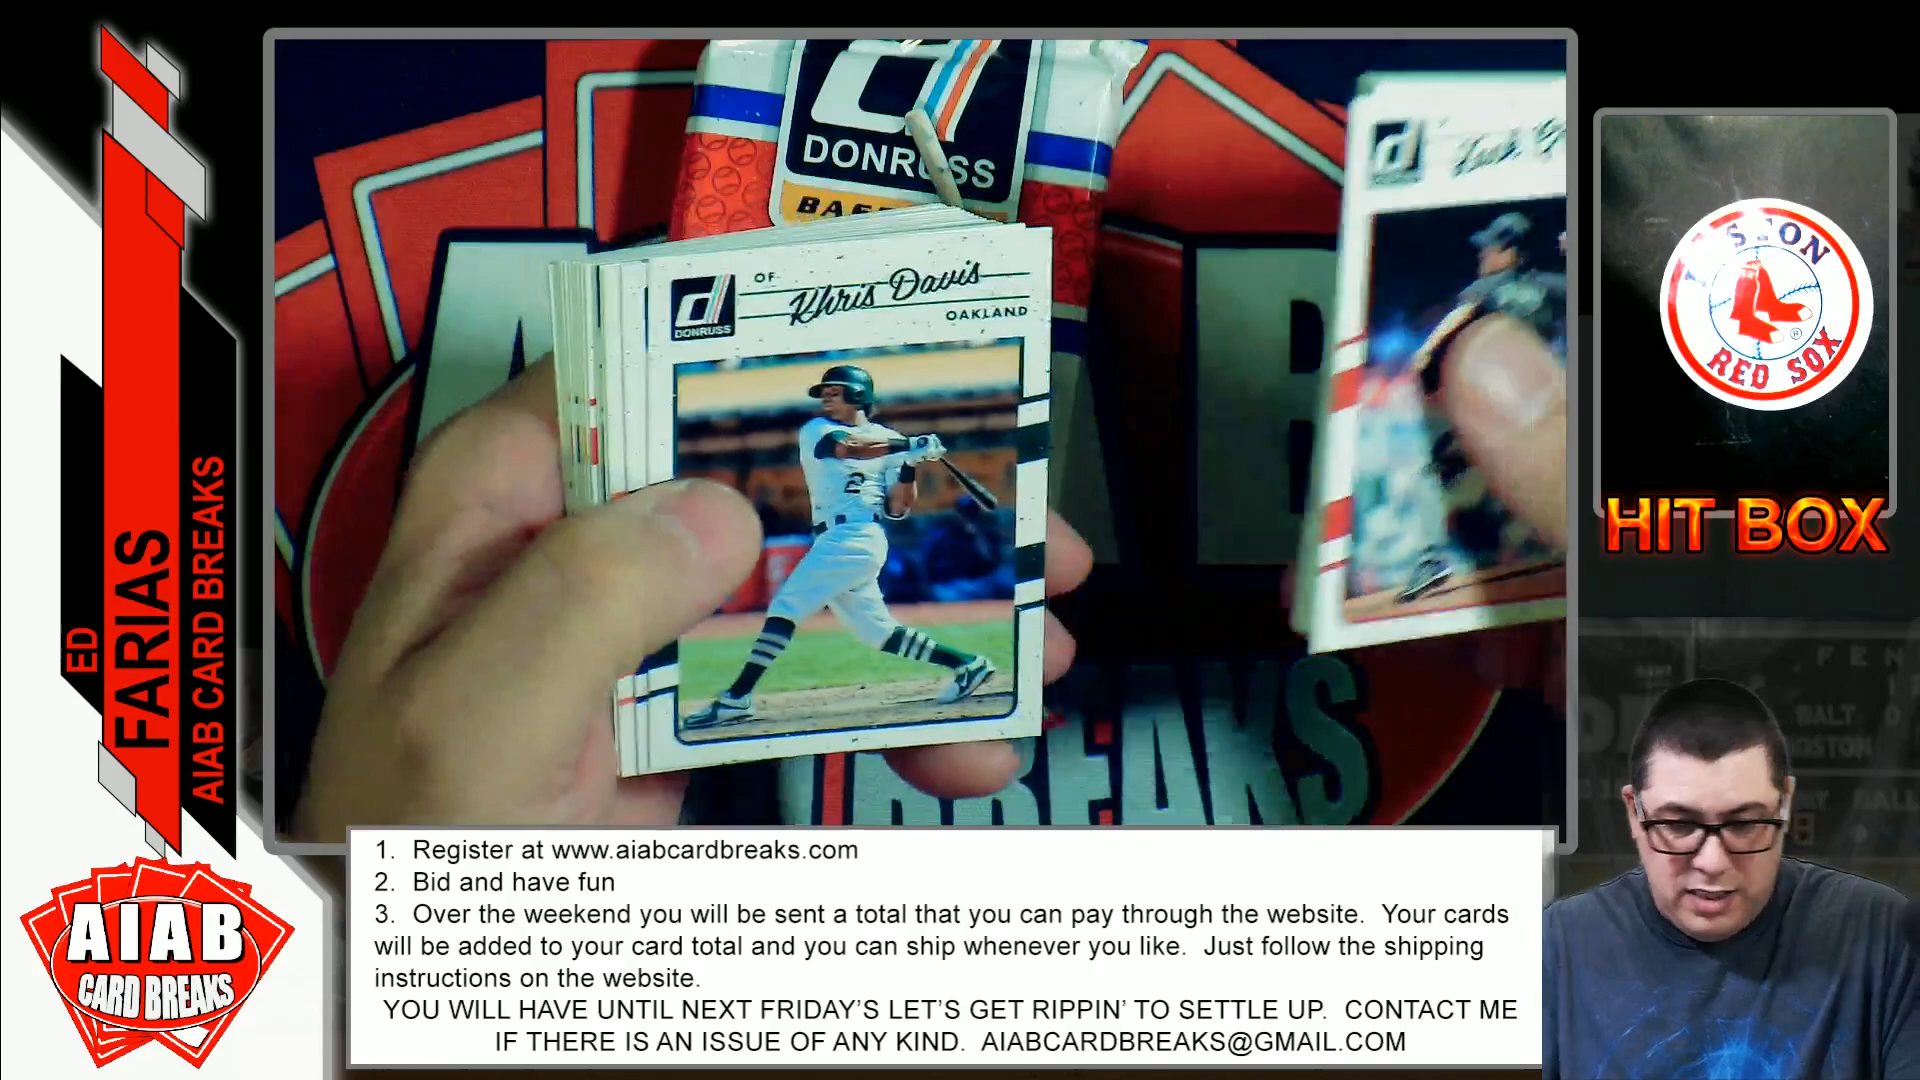 ED
FARIAS
AIAB CARD BREAKS
AIAB
CARD BREAKS
DONRUSS
d
DONRUSS
OF
Khris Davis
OAKLAND
2
BREAKS
RED SOX
®
HIT BOX
1. Register at www.aiabcardbreaks.com
2. Bid and have fun
3. Over the weekend you will be sent a total that you can pay through the website. Your cards
will be added to your card total and you can ship whenever you like. Just follow the shipping
instructions on the website.
YOU WILL HAVE UNTIL NEXT FRIDAY'S LET'S GET RIPPIN' TO SETTLE UP. CONTACT ME
IF THERE IS AN ISSUE OF ANY KIND. AIABCARDBREAKS@GMAIL.COM